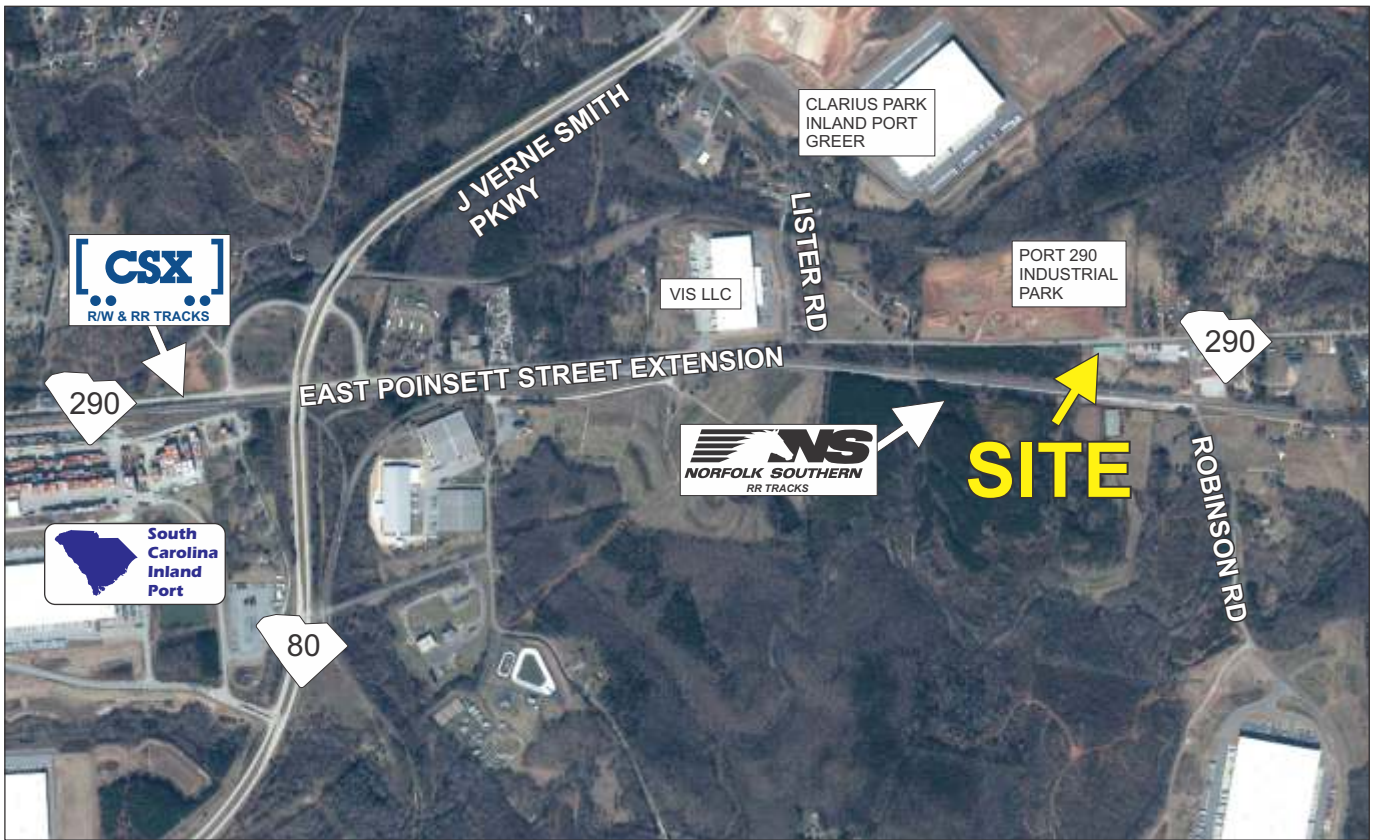 CLARIUS PARK
INLAND PORT
GREER
J VERNE SMITH
PKWY
LISTER RD
CSX
R/W & RR TRACKS
PORT 290
INDUSTRIAL
PARK
VIS LLC
290
EAST POINSETT STREET EXTENSION
290
NS
NORFOLK SOUTHERN
RR TRACKS
SITE
ROBINSON RD
South
Carolina
Inland
Port
80